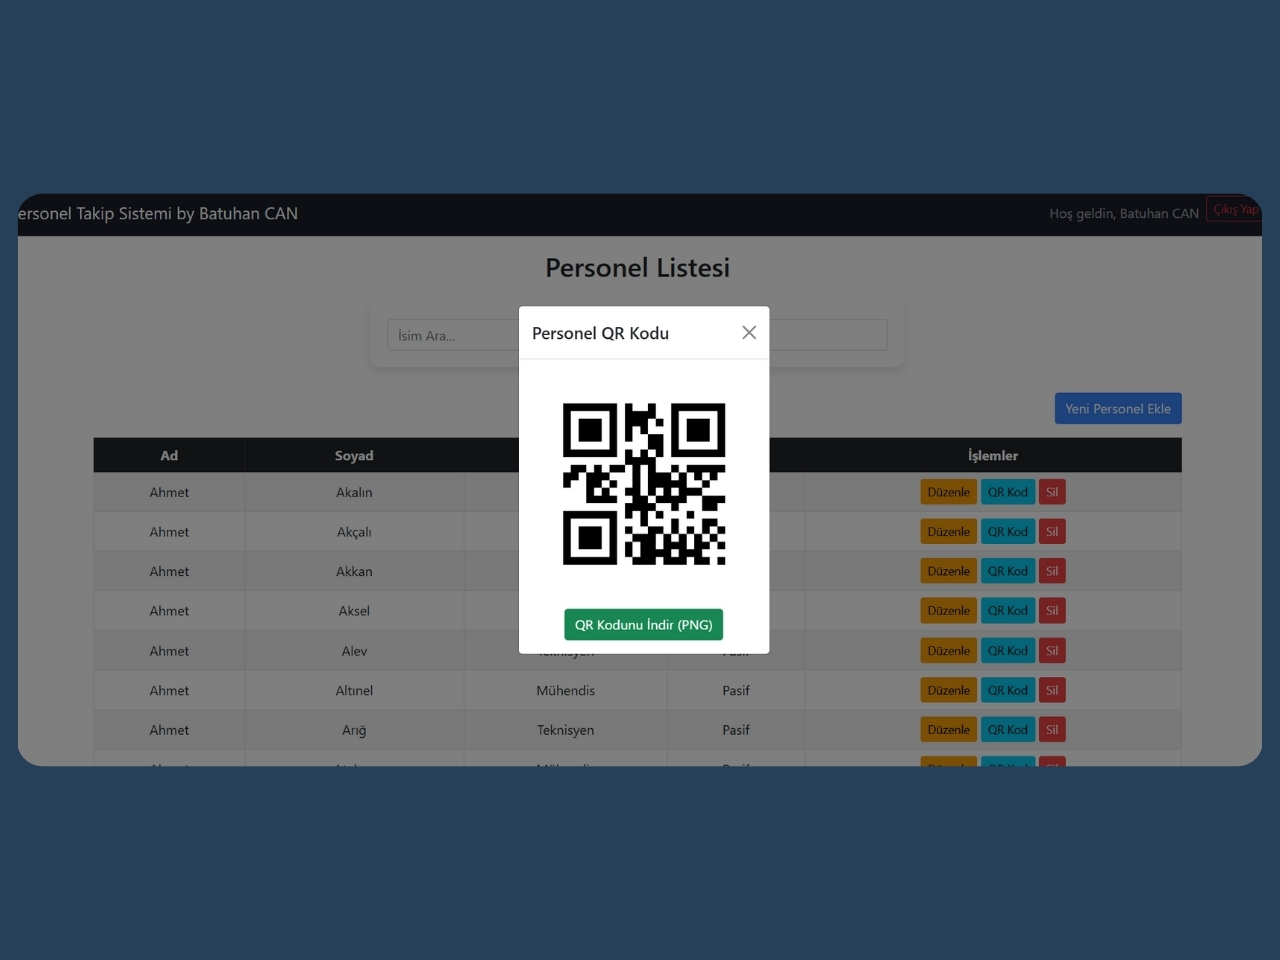 ersonel Takip Sistemi by Batuhan CAN
Hoş geldin, Batuhan CAN
Çıkış Yap
Personel Listesi
İsim Ara...
Personel QR Kodu
QR Kodunu İndir (PNG)
Yeni Personel Ekle
Ad Soyad İşlemler
Ahmet Akalın Düzenle QR Kod Sil
Ahmet Akçalı Düzenle QR Kod Sil
Ahmet Akkan Düzenle QR Kod Sil
Ahmet Aksel Düzenle QR Kod Sil
Ahmet Alev Teknisyen Pasif Düzenle QR Kod Sil
Ahmet Altınel Mühendis Pasif Düzenle QR Kod Sil
Ahmet Arığ Teknisyen Pasif Düzenle QR Kod Sil